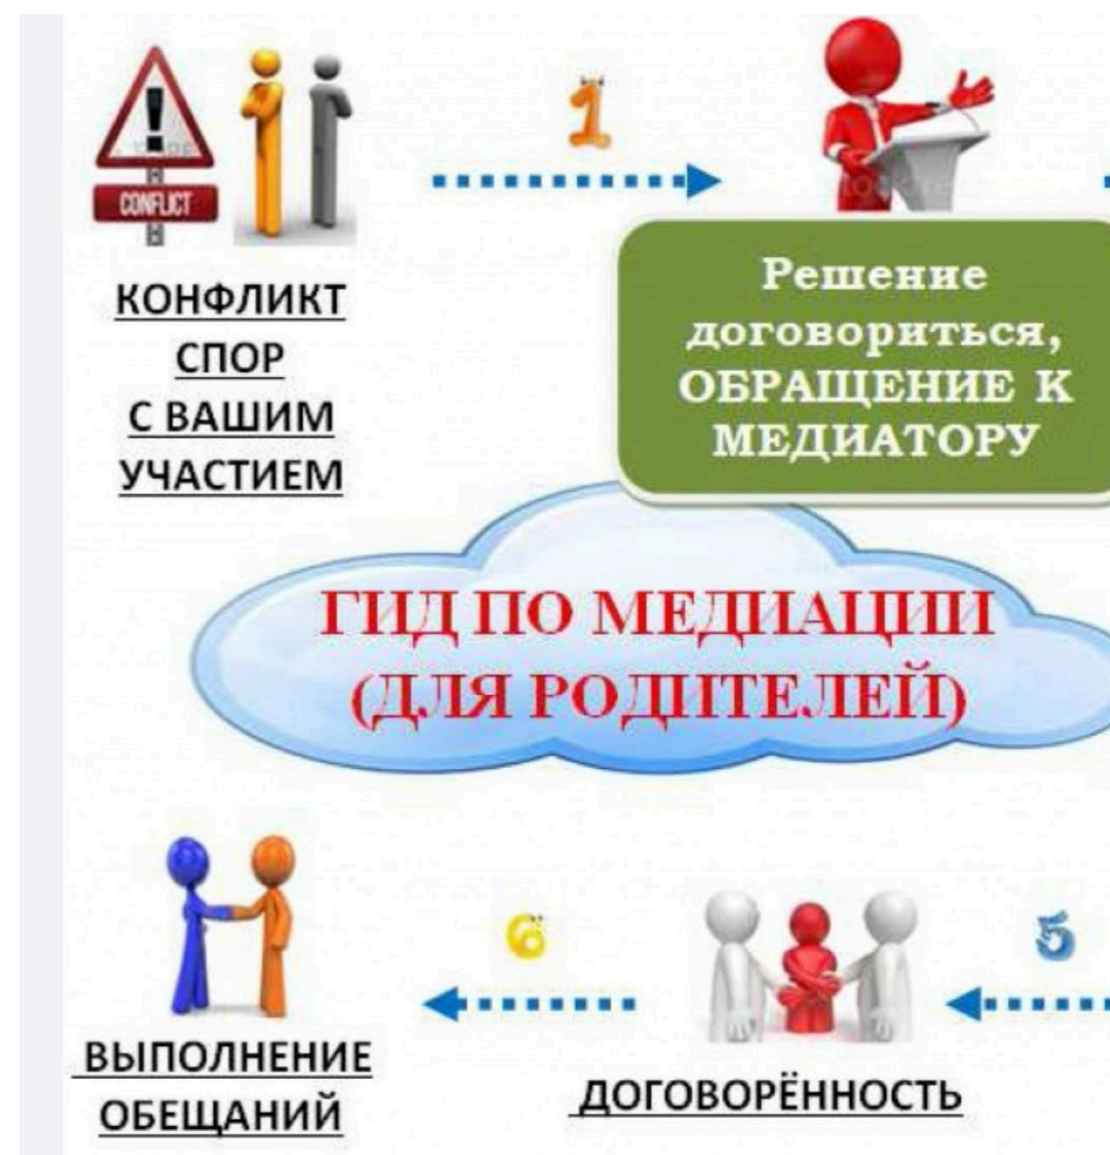 CONFLICT
1
КОНФЛИКТ
СПОР
С ВАШИМ
УЧАСТИЕМ
Решение
договориться,
ОБРАЩЕНИЕ К
МЕДИАТОРУ
ГИД ПО МЕДИАЦИИ
(ДЛЯ РОДИТЕЛЕЙ)
6
5
ВЫПОЛНЕНИЕ
ОБЕЩАНИЙ
ДОГОВОРЁННОСТЬ